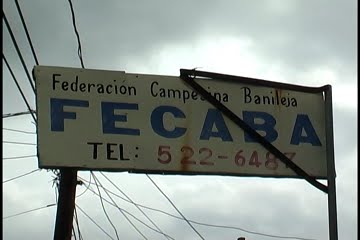 Federación Campesina Banileja
FECABA
TEL: 522-6487